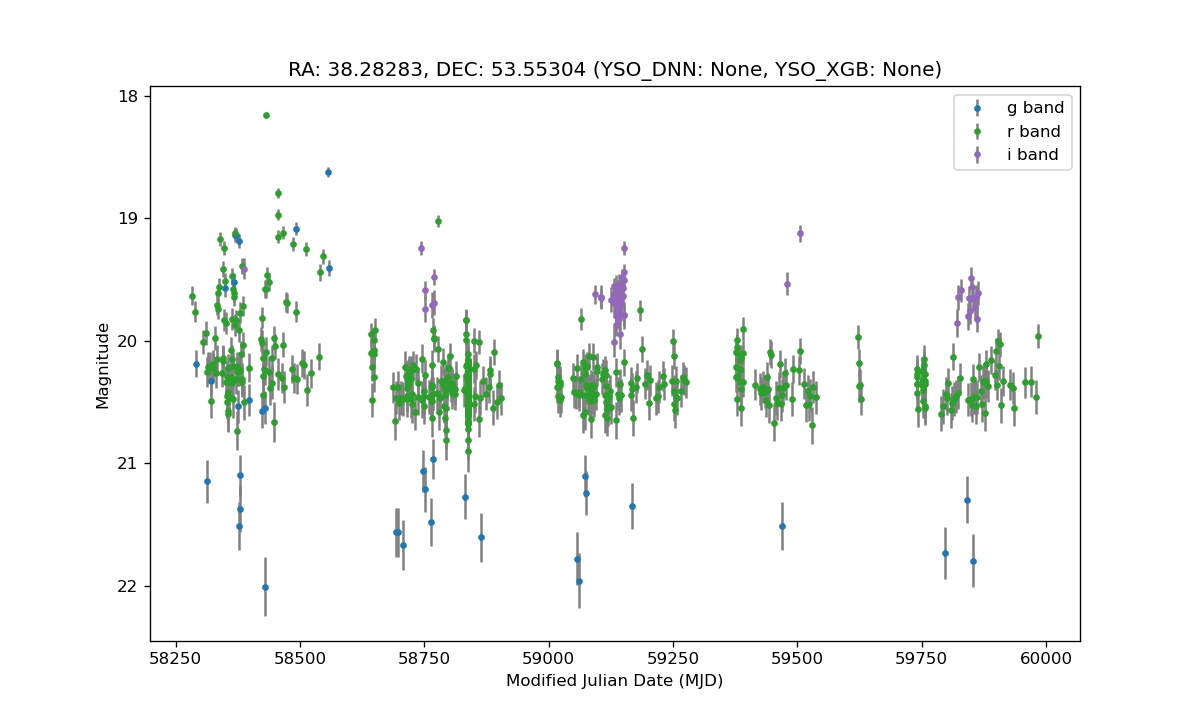 RA: 38.28283, DEC: 53.55304 (YSO_DNN: None, YSO_XGB: None)
g band
r band
i band
18
19
20
21
22
Magnitude
58250 58500 58750 59000 59250 59500 59750 60000
Modified Julian Date (MJD)